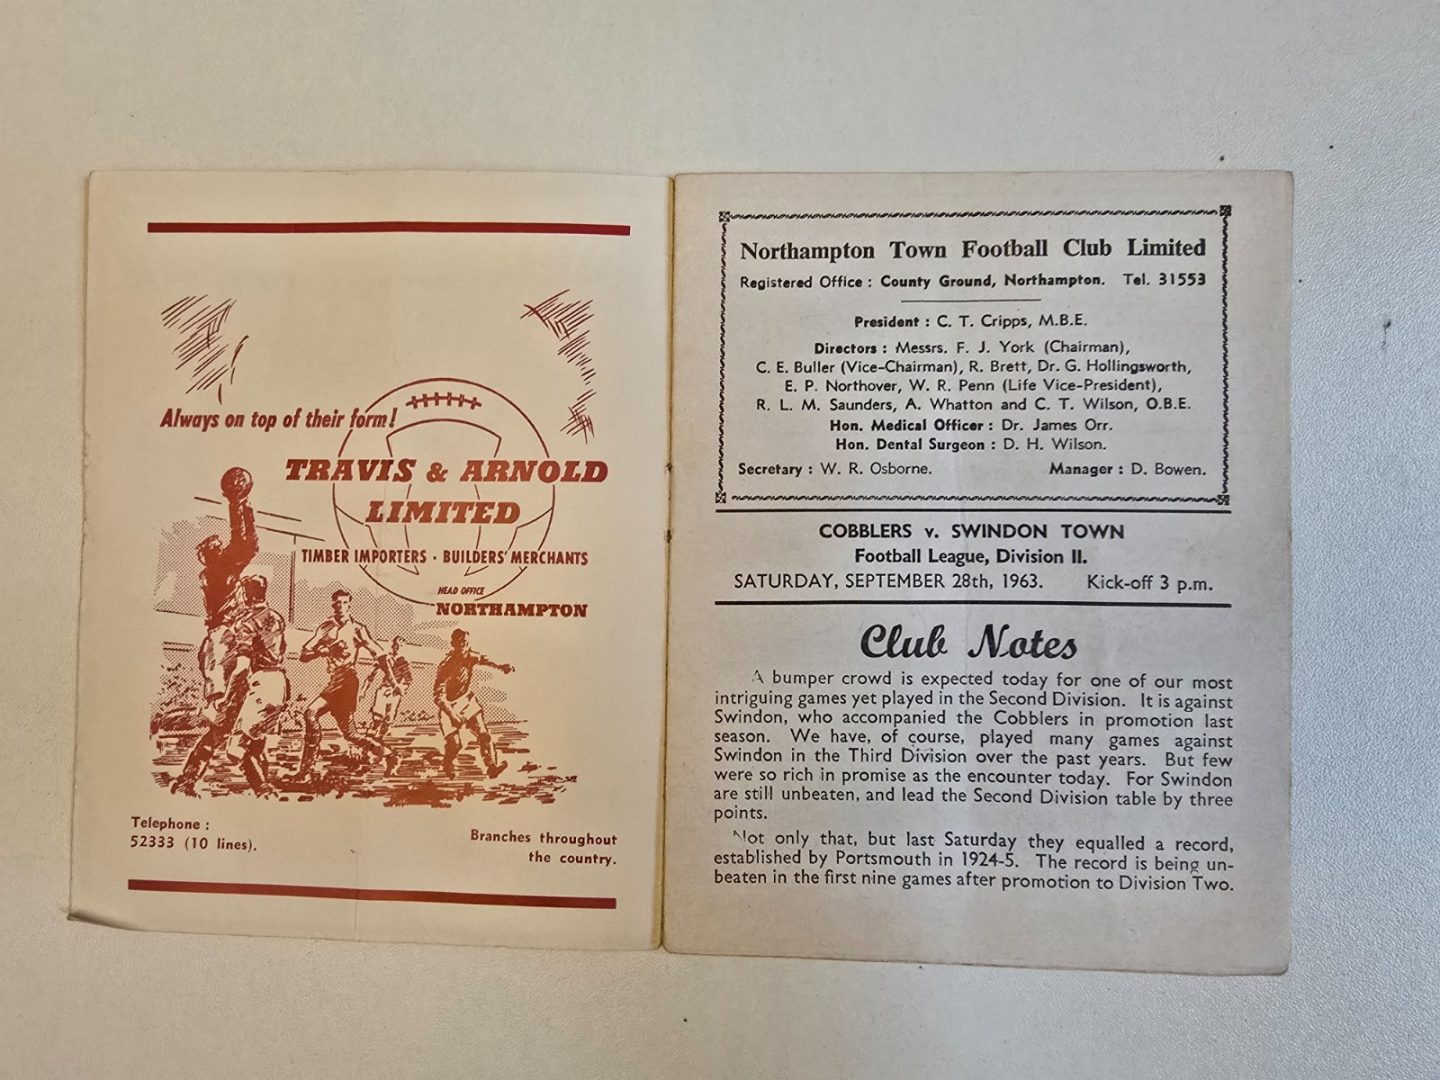 Always on top of their form!
TRAVIS & ARNOLD
LIMITED
TIMBER IMPORTERS · BUILDERS' MERCHANTS
HEAD OFFICE
NORTHAMPTON
Telephone :
52333 (10 lines).
Branches throughout
the country.
Northampton Town Football Club Limited
Registered Office : County Ground, Northampton. Tel. 31553
President : C. T. Cripps, M.B.E.
Directors : Messrs. F. J. York (Chairman),
C. E. Buller (Vice-Chairman), R. Brett, Dr. G. Hollingsworth,
E. P. Northover, W. R. Penn (Life Vice-President),
R. L. M. Saunders, A. Whatton and C. T. Wilson, O.B.E.
Hon. Medical Officer : Dr. James Orr.
Hon. Dental Surgeon : D. H. Wilson.
Secretary : W. R. Osborne. Manager : D. Bowen.
COBBLERS v. SWINDON TOWN
Football League, Division II.
SATURDAY, SEPTEMBER 28th, 1963. Kick-off 3 p.m.
Club Notes
A bumper crowd is expected today for one of our most
intriguing games yet played in the Second Division. It is against
Swindon, who accompanied the Cobblers in promotion last
season. We have, of course, played many games against
Swindon in the Third Division over the past years. But few
were so rich in promise as the encounter today. For Swindon
are still unbeaten, and lead the Second Division table by three
points.
Not only that, but last Saturday they equalled a record,
established by Portsmouth in 1924-5. The record is being un-
beaten in the first nine games after promotion to Division Two.